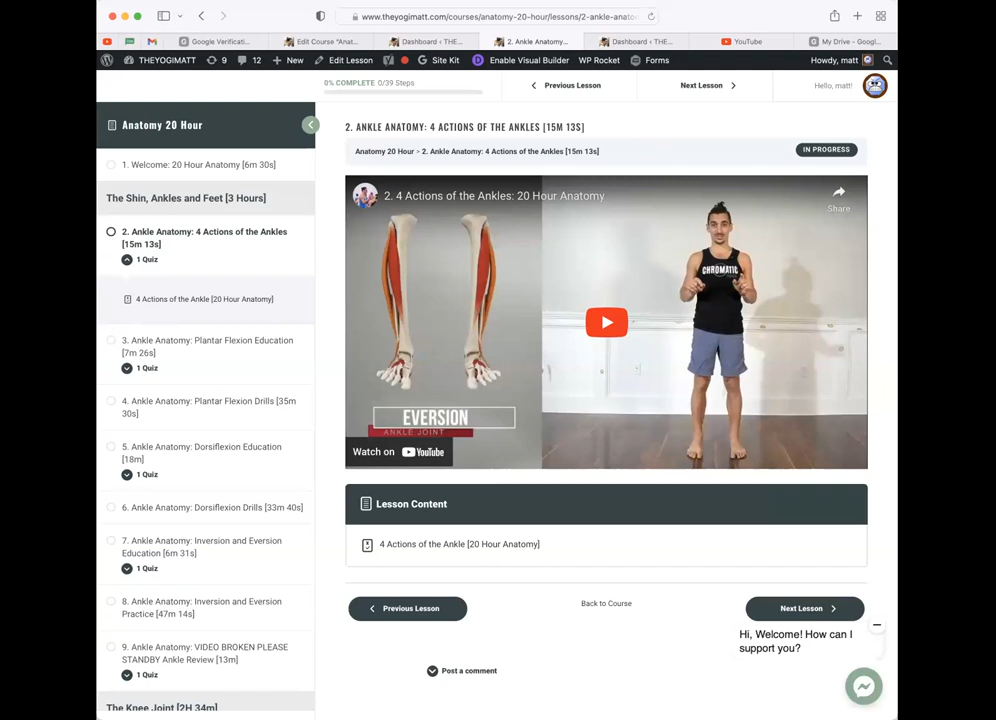 www.theyogimatt.com/courses/anatomy-20-hour/lessons/2-ankle-anato
Google Verificati...
Edit Course "Anat...
Dashboard ‹ THE...
2. Ankle Anatomy...
Dashboard ‹ THE...
YouTube
My Drive - Googl...
THEYOGIMATT
9
12
New
Edit Lesson
Site Kit
Enable Visual Builder
WP Rocket
Forms
Howdy, matt
0% COMPLETE 0/39 Steps
Previous Lesson
Next Lesson
Hello, matt!
Anatomy 20 Hour
1. Welcome: 20 Hour Anatomy [6m 30s]
The Shin, Ankles and Feet [3 Hours]
2. Ankle Anatomy: 4 Actions of the Ankles
[15m 13s]
1 Quiz
4 Actions of the Ankle [20 Hour Anatomy]
3. Ankle Anatomy: Plantar Flexion Education
[7m 26s]
1 Quiz
4. Ankle Anatomy: Plantar Flexion Drills [35m
30s]
5. Ankle Anatomy: Dorsiflexion Education
[18m]
1 Quiz
6. Ankle Anatomy: Dorsiflexion Drills [33m 40s]
7. Ankle Anatomy: Inversion and Eversion
Education [6m 31s]
1 Quiz
8. Ankle Anatomy: Inversion and Eversion
Practice [47m 14s]
9. Ankle Anatomy: VIDEO BROKEN PLEASE
STANDBY Ankle Review [13m]
1 Quiz
The Knee Joint [2H 34m]
2. ANKLE ANATOMY: 4 ACTIONS OF THE ANKLES [15M 13S]
Anatomy 20 Hour > 2. Ankle Anatomy: 4 Actions of the Ankles [15m 13s]
IN PROGRESS
2. 4 Actions of the Ankles: 20 Hour Anatomy
Share
CHROMATIC
EVERSION
ANKLE JOINT
Watch on YouTube
Lesson Content
4 Actions of the Ankle [20 Hour Anatomy]
Previous Lesson
Back to Course
Next Lesson
Hi, Welcome! How can I
support you?
Post a comment